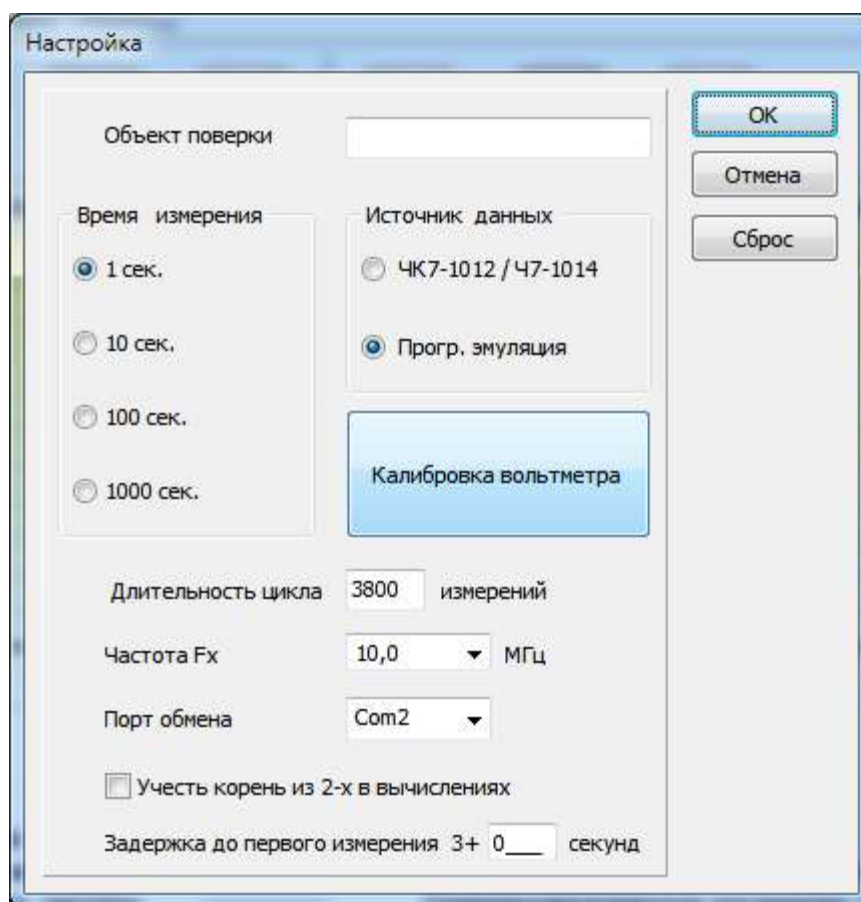 Настройка
Объект поверки
OK
Отмена
Сброс
Время измерения
1 сек.
10 сек.
100 сек.
1000 сек.
Источник данных
ЧК7-1012 / Ч7-1014
Прогр. эмуляция
Калибровка вольтметра
Длительность цикла 3800 измерений
Частота Fx 10,0 МГц
Порт обмена Com2
Учесть корень из 2-х в вычислениях
Задержка до первого измерения 3+ 0___ секунд